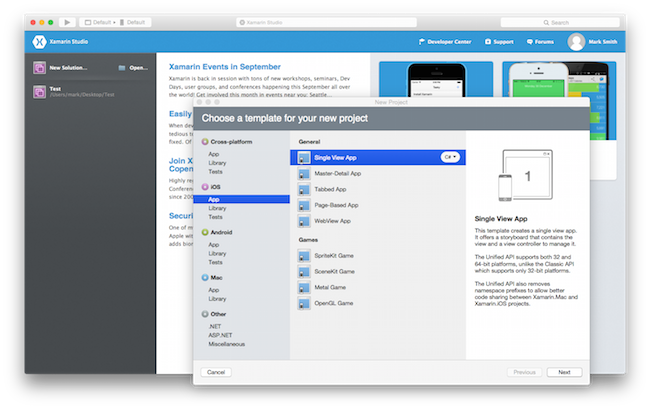 Default
Default
Xamarin Studio
Search
Xamarin Studio
Developer Center
Support
Forums
Mark Smith
New Solution...
Open...
Test
/Users/mark/Desktop/Test
Xamarin Events in September
Xamarin is back in session with tons of new workshops, seminars, Dev
Days, user groups, and conferences happening this September all over
the world! Get involved this month in events near you: Seattle...
Easily
When dev
tedious t
fixed. Of
Join X
Copen
Highly re
Conferen
since 200
Securi
One of m
Apple wit
adds bion
New Project
Choose a template for your new project
Cross-platform
App
Library
Tests
iOS
App
Library
Tests
Android
App
Library
Tests
Mac
App
Library
Other
.NET
ASP.NET
Miscellaneous
General
Single View App
C#
Master-Detail App
Tabbed App
Page-Based App
WebView App
Games
SpriteKit Game
SceneKit Game
Metal Game
OpenGL Game
1
Single View App
This template creates a single view app.
It offers a storyboard that contains the
view and a view controller to manage it.
The Unified API supports both 32 and
64-bit platforms, unlike the Classic API
which supports only 32-bit platforms.
The Unified API also removes
namespace prefixes to allow better
code sharing between Xamarin.Mac and
Xamarin.iOS projects.
Cancel
Previous
Next